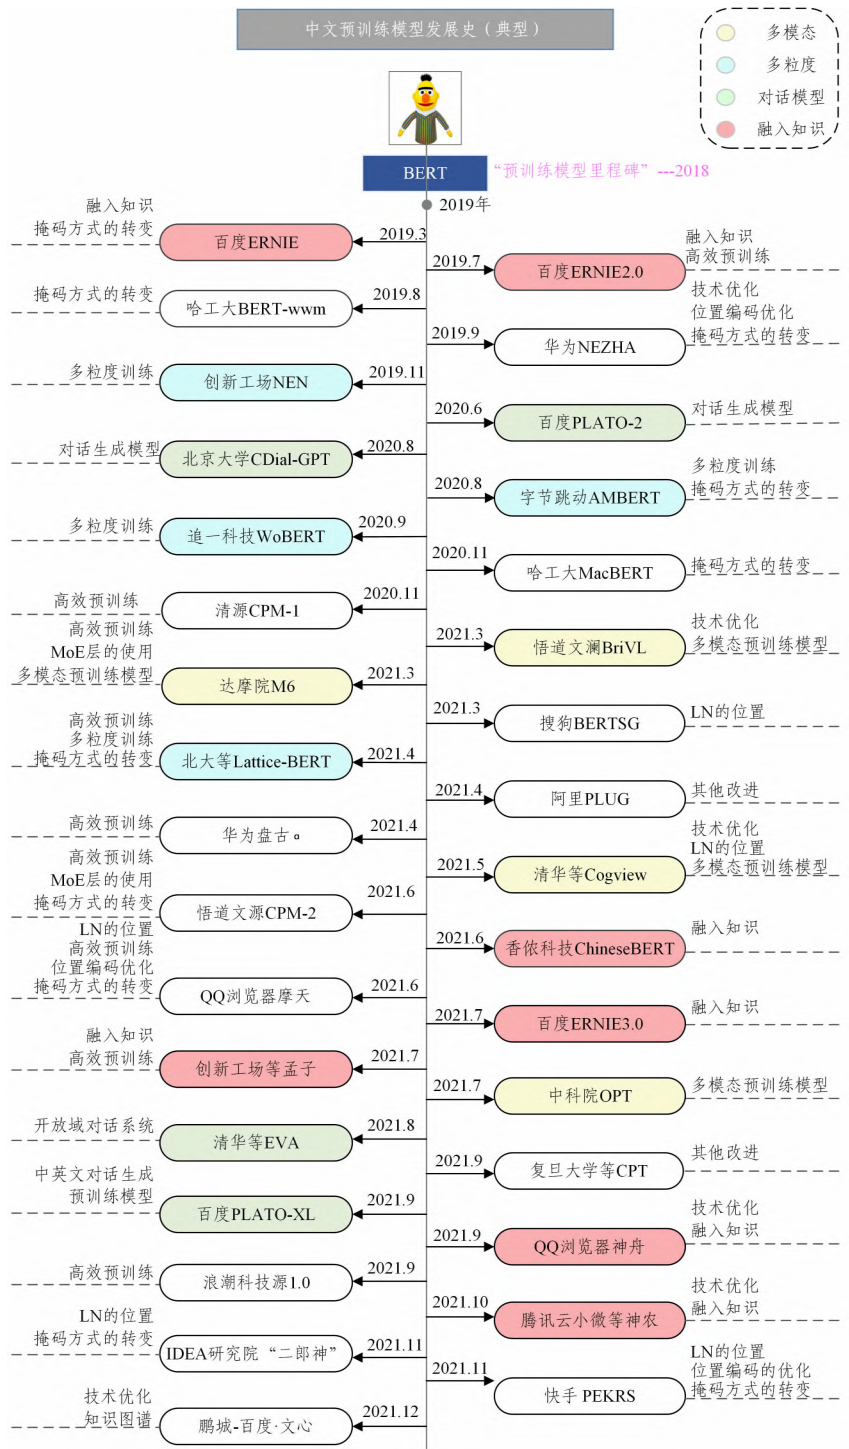 中文预训练模型发展史（典型）
多模态
多粒度
对话模型
融入知识
BERT
“预训练模型里程碑” ---2018
2019年
融入知识
掩码方式的转变
百度ERNIE
2019.3
2019.7
百度ERNIE2.0
融入知识
高效预训练
掩码方式的转变
哈工大BERT-wwm
2019.8
2019.9
华为NEZHA
技术优化
位置编码优化
掩码方式的转变
多粒度训练
创新工场NEN
2019.11
2020.6
百度PLATO-2
对话生成模型
对话生成模型
北京大学CDial-GPT
2020.8
2020.8
字节跳动AMBERT
多粒度训练
掩码方式的转变
多粒度训练
追一科技WoBERT
2020.9
2020.11
哈工大MacBERT
掩码方式的转变
高效预训练
清源CPM-1
2020.11
2021.3
悟道文澜BriVL
技术优化
多模态预训练模型
高效预训练
MoE层的使用
多模态预训练模型
达摩院M6
2021.3
2021.3
搜狗BERTSG
LN的位置
高效预训练
多粒度训练
掩码方式的转变
北大等Lattice-BERT
2021.4
2021.4
阿里PLUG
其他改进
高效预训练
华为盘古α
2021.4
2021.5
清华等Cogview
技术优化
LN的位置
多模态预训练模型
高效预训练
MoE层的使用
掩码方式的转变
悟道文源CPM-2
2021.6
2021.6
香侬科技ChineseBERT
融入知识
LN的位置
高效预训练
位置编码优化
掩码方式的转变
QQ浏览器摩天
2021.6
2021.7
百度ERNIE3.0
融入知识
融入知识
高效预训练
创新工场等孟子
2021.7
2021.7
中科院OPT
多模态预训练模型
开放域对话系统
清华等EVA
2021.8
2021.9
复旦大学等CPT
其他改进
中英文对话生成
预训练模型
百度PLATO-XL
2021.9
2021.9
QQ浏览器神舟
技术优化
融入知识
高效预训练
浪潮科技源1.0
2021.9
2021.10
腾讯云小微等神农
技术优化
融入知识
LN的位置
掩码方式的转变
IDEA研究院“二郎神”
2021.11
2021.11
快手 PEKRS
LN的位置
位置编码的优化
掩码方式的转变
技术优化
知识图谱
鹏城-百度·文心
2021.12